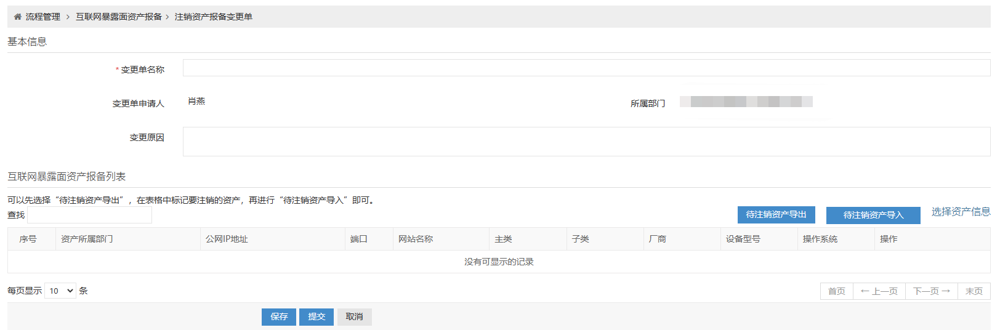 流程管理 > 互联网暴露面资产报备 > 注销资产报备变更单
基本信息
* 变更单名称
变更单申请人 肖燕 所属部门
变更原因
互联网暴露面资产报备列表
可以先选择“待注销资产导出”，在表格中标记要注销的资产，再进行“待注销资产导入”即可。
查找 待注销资产导出 待注销资产导入 选择资产信息
序号 资产所属部门 公网IP地址 端口 网站名称 主类 子类 厂商 设备型号 操作系统 操作
没有可显示的记录
每页显示 10 条 首页 ← 上一页 下一页 → 末页
保存 提交 取消